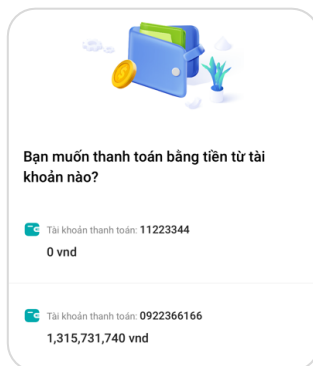 Bạn muốn thanh toán bằng tiền từ tài
khoản nào?
Tài khoản thanh toán: 11223344
0 vnd
Tài khoản thanh toán: 0922366166
1,315,731,740 vnd